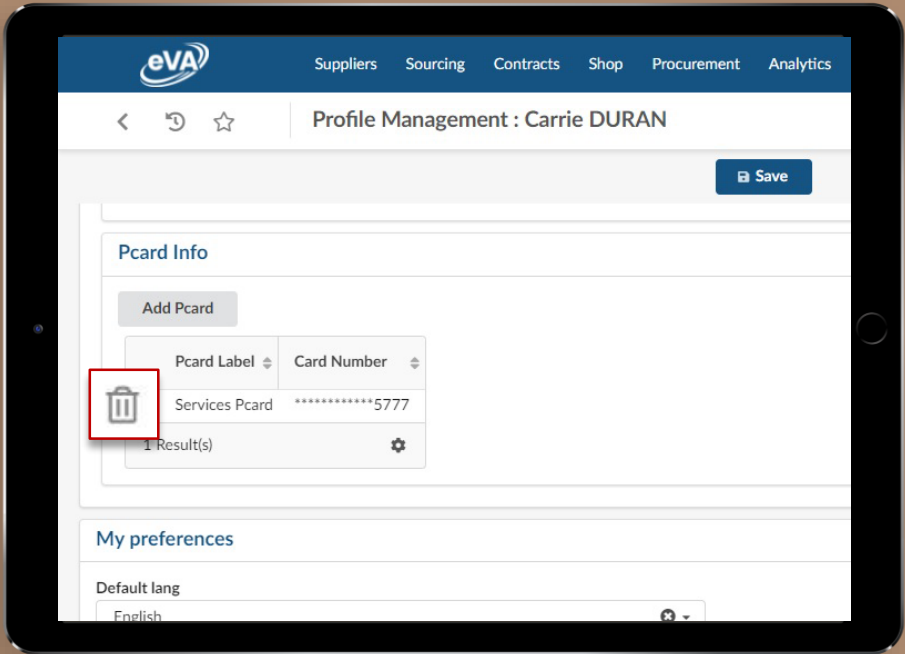 eVA
Suppliers Sourcing Contracts Shop Procurement Analytics
Profile Management : Carrie DURAN
Save
Pcard Info
Add Pcard
Pcard Label Card Number
Services Pcard ************5777
1 Result(s)
My preferences
Default lang
English